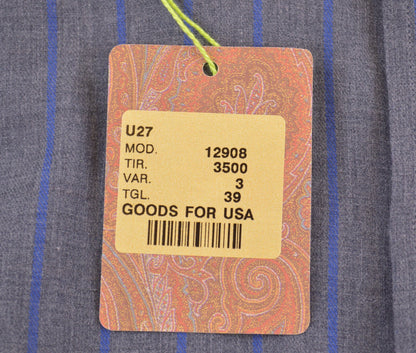 U27
MOD. 12908
TIR. 3500
VAR. 3
TGL. 39
GOODS FOR USA